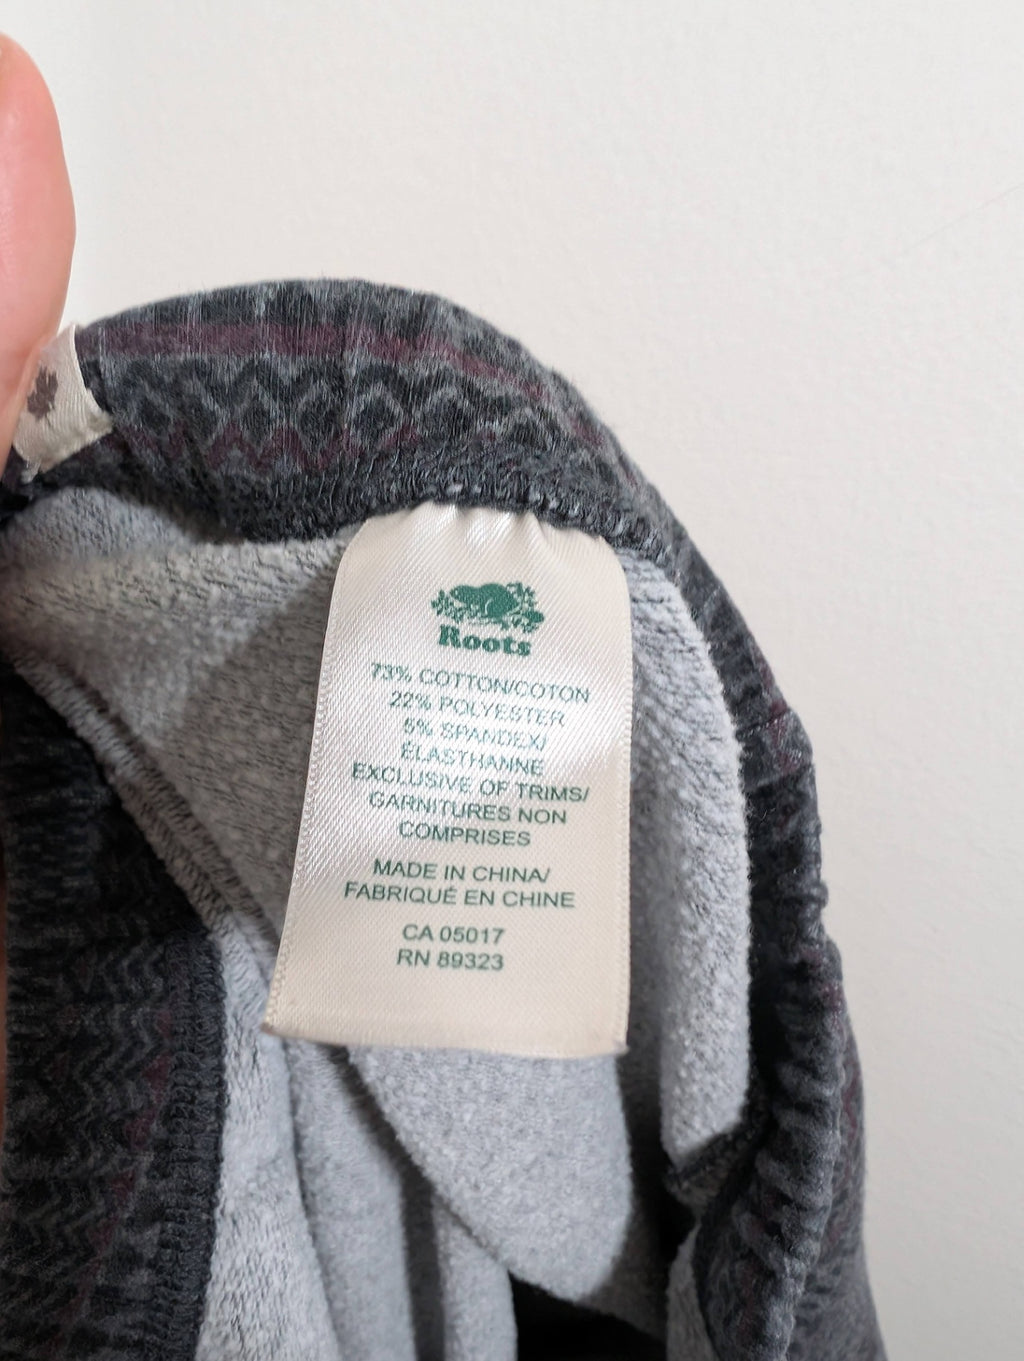 Roots
73% COTTON/COTON
22% POLYESTER
5% SPANDEX/
ÉLASTHANNE
EXCLUSIVE OF TRIMS/
GARNITURES NON
COMPRISES
MADE IN CHINA/
FABRIQUÉ EN CHINE
CA 05017
RN 89323